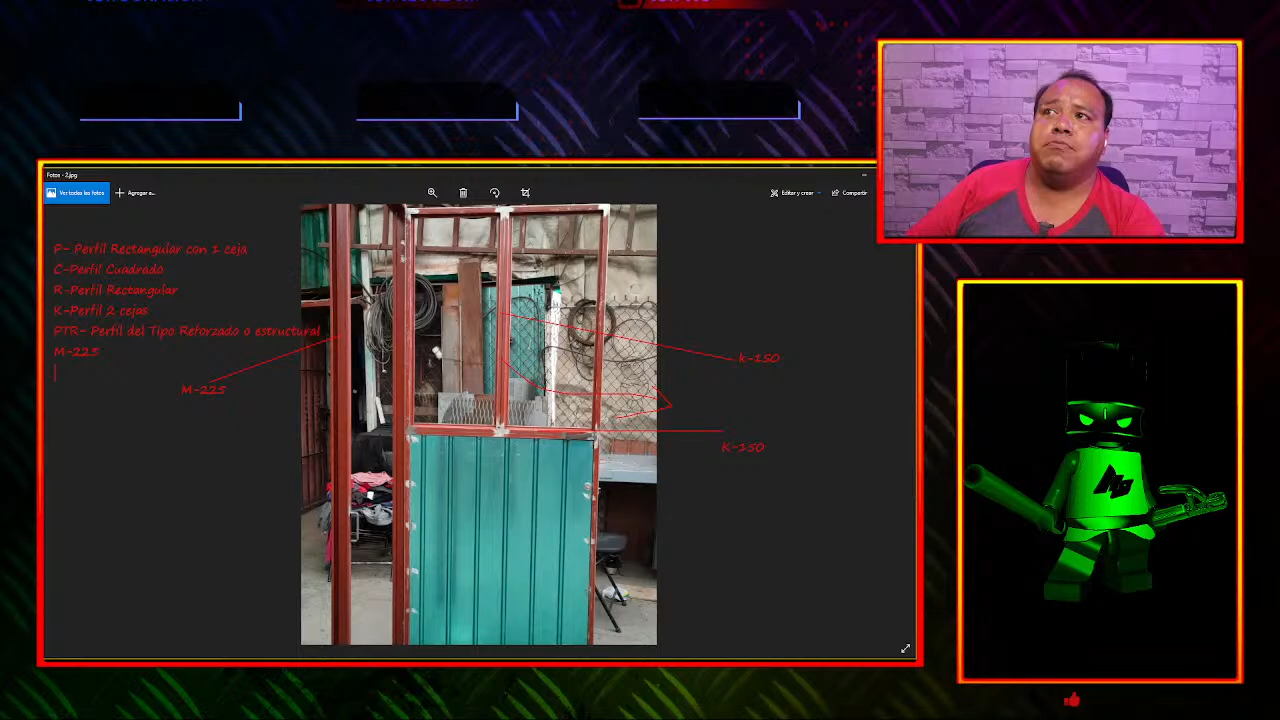 Fotos - 2.jpg
Ver todas las fotos
Agregar a...
Editar y crear
Compartir
P- Perfil Rectangular con 1 ceja
C-Perfil Cuadrado
R-Perfil Rectangular
K-Perfil 2 cejas
PTR- Perfil del Tipo Reforzado o estructural
M-225
M-225
k-150
K-150